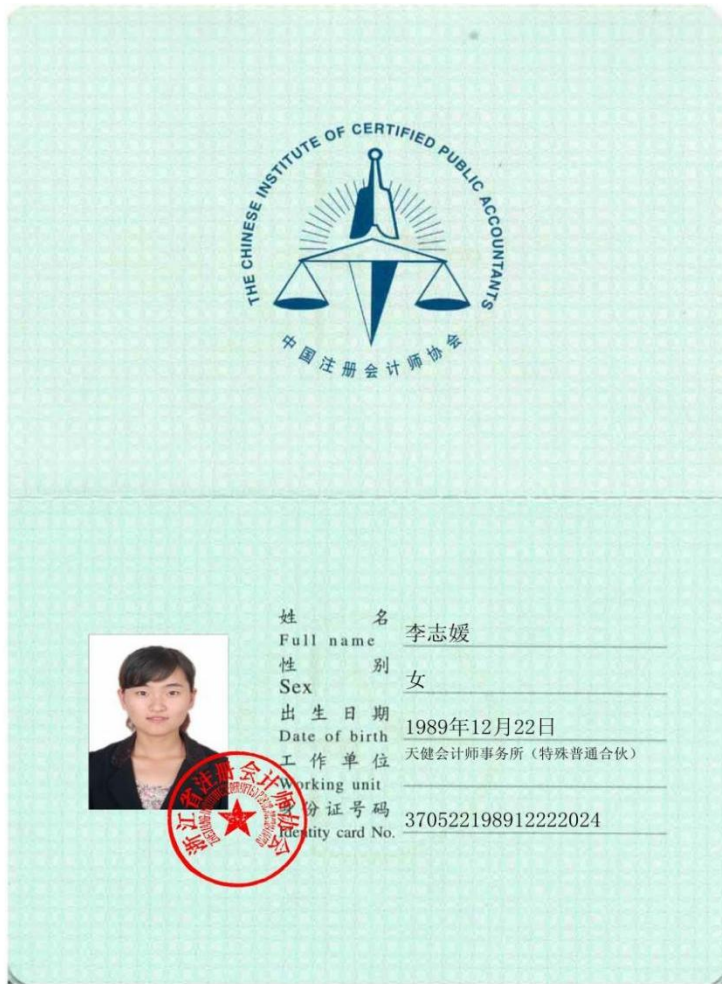 THE CHINESE INSTITUTE OF CERTIFIED PUBLIC ACCOUNTANTS
中国注册会计师协会
姓 名
Full name
李志媛
性 别
Sex
女
出生日期
Date of birth
1989年12月22日
工作单位
Working unit
天健会计师事务所（特殊普通合伙）
身份证号码
Identity card No.
370522198912222024
浙江省注册会计师协会